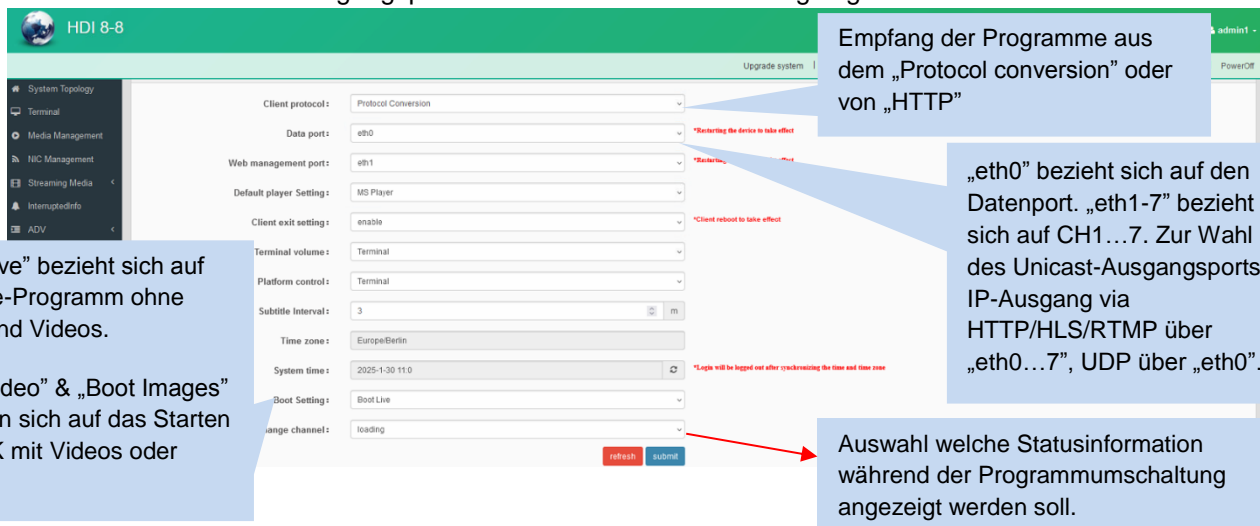 HDI 8-8
admin1
Upgrade system |
PowerOff
Empfang der Programme aus
dem „Protocol conversion” oder
von „HTTP”
System Topology
Terminal
Media Management
NIC Management
Streaming Media
InterruptedInfo
ADV
Client protocol: Protocol Conversion
Data port: eth0 *Restarting the device to take effect
Web management port: eth1 *Restarting
Default player Setting: MS Player
Client exit setting: enable *Client reboot to take effect
Terminal volume: Terminal
Platform control: Terminal
Subtitle Interval: 3 m
Time zone: Europe/Berlin
System time: 2025-1-30 11:0 *Login will be logged out after synchronizing the time and time zone
Boot Setting: Boot Live
ange channel: loading
refresh submit
„eth0” bezieht sich auf den
Datenport. „eth1-7” bezieht
sich auf CH1…7. Zur Wahl
des Unicast-Ausgangsports
IP-Ausgang via
HTTP/HLS/RTMP über
„eth0…7”, UDP über „eth0”.
ve” bezieht sich auf
e-Programm ohne
nd Videos.
deo” & „Boot Images”
n sich auf das Starten
K mit Videos oder
Auswahl welche Statusinformation
während der Programmumschaltung
angezeigt werden soll.